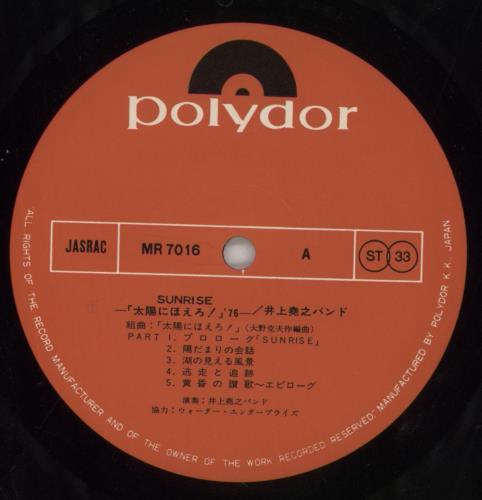 polydor
JASRAC MR 7016 A ST 33
SUNRISE
―「太陽にほえろ!」'76―/井上堯之バンド
組曲:「太陽にほえろ!」(大野克夫作編曲)
PART 1. プロローグ「SUNRISE」
2. 陽だまりの会話
3. 湖の見える風景
4. 逃走と追跡
5. 黄昏の讃歌～エピローグ
演奏:井上堯之バンド
協力:ウォーター・エンタープライズ
"ALL RIGHTS OF THE RECORD MANUFACTURER AND OF THE OWNER OF THE WORK RECORDED RESERVED" MANUFACTURED BY POLYDOR K.K., JAPAN